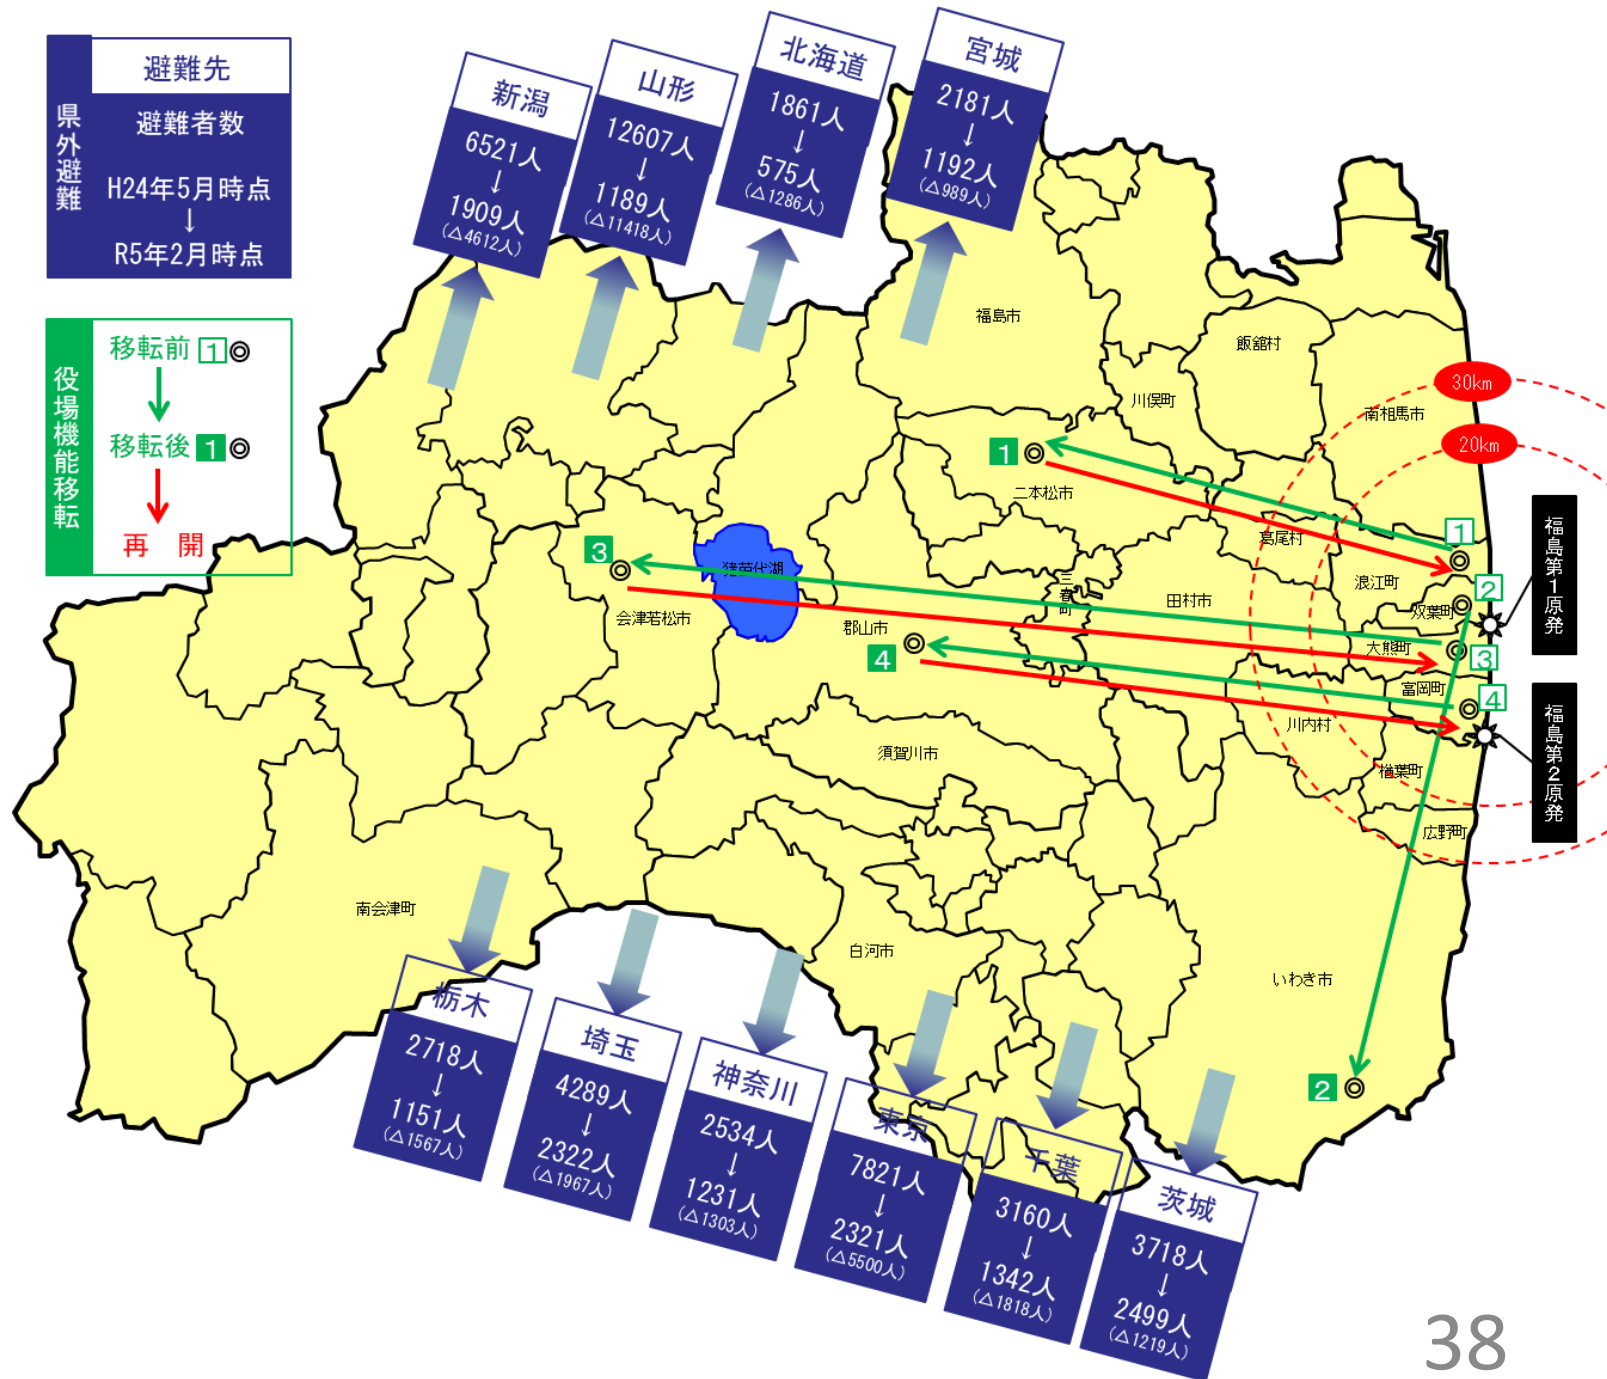 県外避難
避難先
避難者数
H24年5月時点
↓
R5年2月時点
役場機能移転
移転前 1
移転後 1
再 開
新潟
6521人
↓
1909人
(△4612人)
山形
12607人
↓
1189人
(△11418人)
北海道
1861人
↓
575人
(△1286人)
宮城
2181人
↓
1192人
(△989人)
福島市
飯舘村
川俣町
南相馬市
30km
20km
1
二本松市
葛尾村
浪江町
1
2
双葉町
福島第1原発
3
猪苗代湖
会津若松市
郡山市
4
三春町
田村市
大熊町
3
富岡町
4
川内村
福島第2原発
須賀川市
楢葉町
広野町
南会津町
白河市
いわき市
2
栃木
2718人
↓
1151人
(△1567人)
埼玉
4289人
↓
2322人
(△1967人)
神奈川
2534人
↓
1231人
(△1303人)
東京
7821人
↓
2321人
(△5500人)
千葉
3160人
↓
1342人
(△1818人)
茨城
3718人
↓
2499人
(△1219人)
38